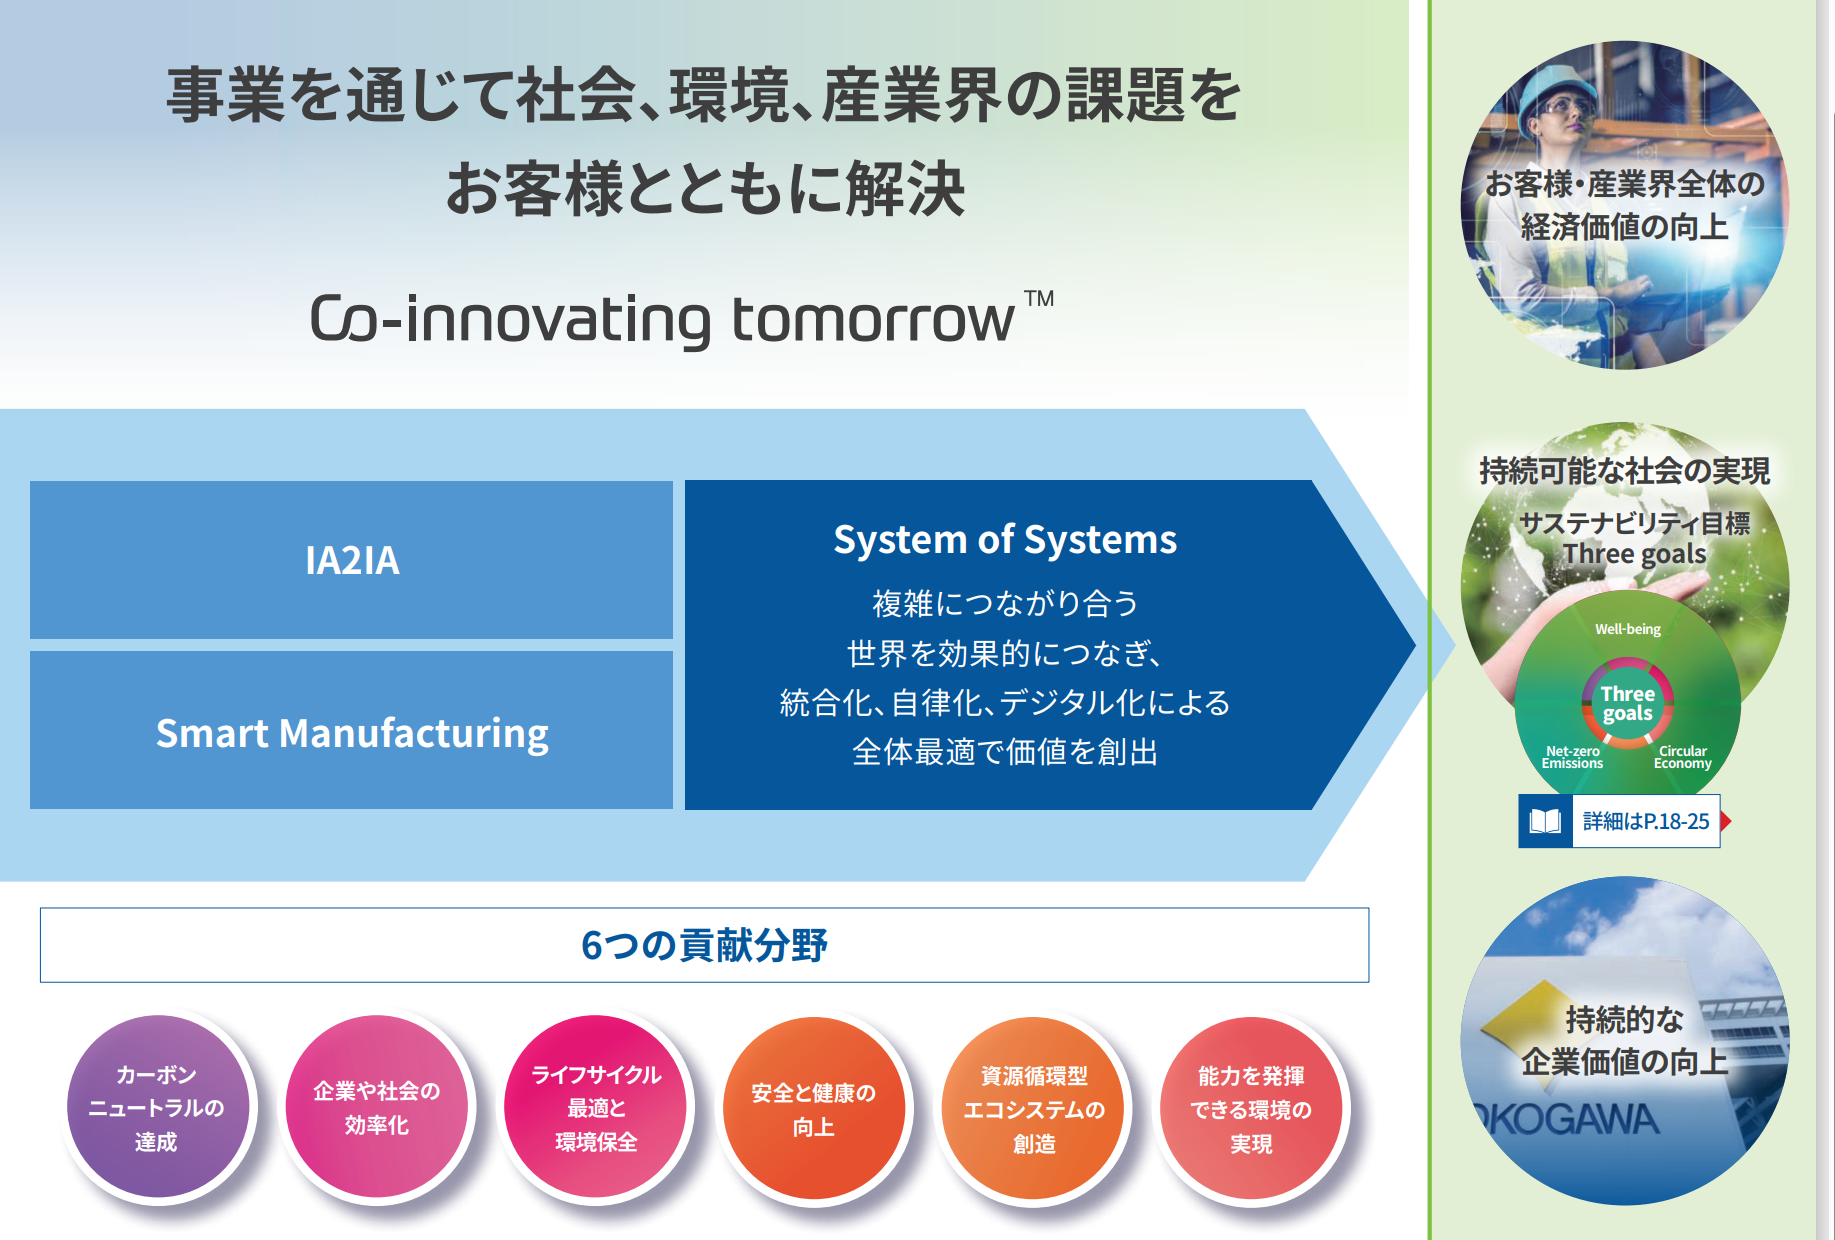 事業を通じて社会、環境、産業界の課題を
お客様とともに解決
Co-innovating tomorrow™
IA2IA
Smart Manufacturing
System of Systems
複雑につながり合う
世界を効果的につなぎ、
統合化、自律化、デジタル化による
全体最適で価値を創出
6つの貢献分野
カーボン
ニュートラルの
達成
企業や社会の
効率化
ライフサイクル
最適と
環境保全
安全と健康の
向上
資源循環型
エコシステムの
創造
能力を発揮
できる環境の
実現
お客様・産業界全体の
経済価値の向上
持続可能な社会の実現
サステナビリティ目標
Three goals
Well-being
Three
goals
Net-zero
Emissions
Circular
Economy
詳細はP.18-25
持続的な
企業価値の向上
OKOGAWA